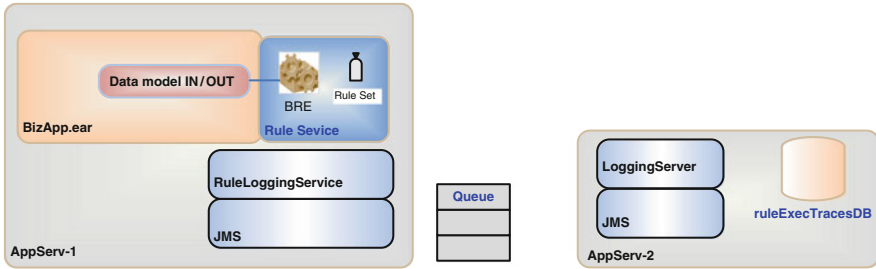 Data model IN/OUT
BRE
Rule Set
BizApp.ear
Rule Sevice
RuleLoggingService
JMS
AppServ-1
Queue
LoggingServer
JMS
ruleExecTracesDB
AppServ-2